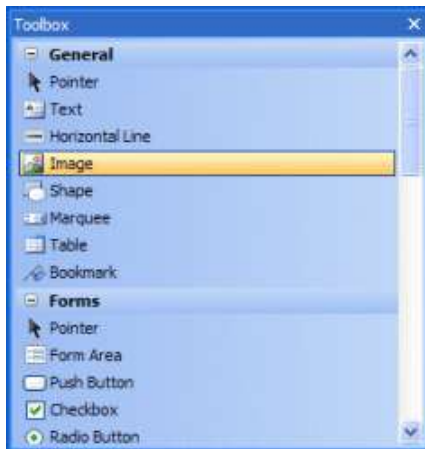 Toolbox
General
Pointer
Text
Horizontal Line
Image
Shape
Marquee
Table
Bookmark
Forms
Pointer
Form Area
Push Button
Checkbox
Radio Button